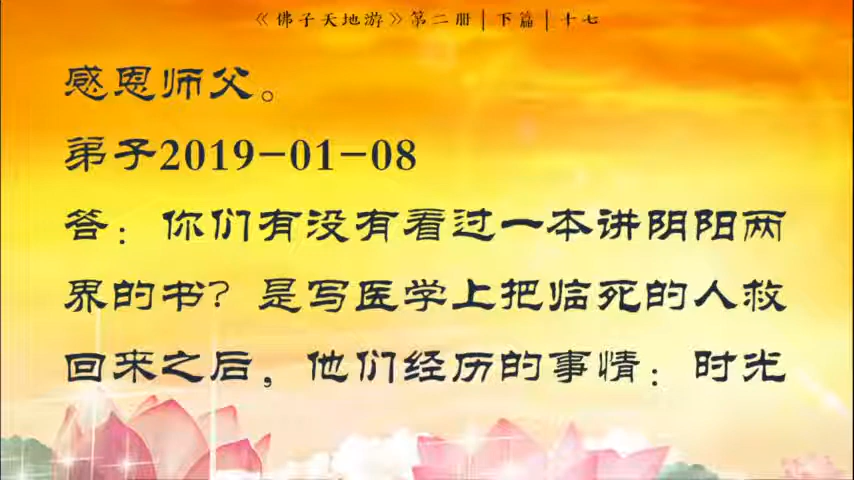 《佛子天地游》第二册|下篇|十七
感恩师父。
弟子2019-01-08
答：你们有没有看过一本讲阴阳两
界的书？是写医学上把临死的人救
回来之后，他们经历的事情：时光